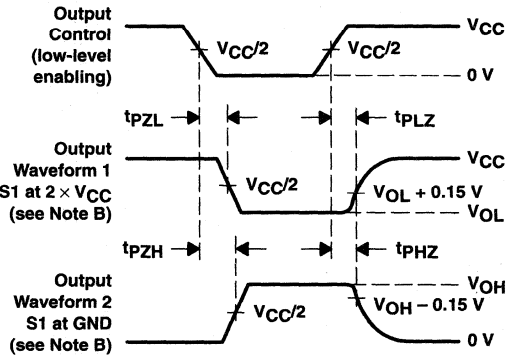 Output
Control
(low-level
enabling)
VCC/2
VCC/2
VCC
0 V
tPZL
tPLZ
Output
Waveform 1
S1 at 2 × VCC
(see Note B)
VCC/2
VCC
VOL + 0.15 V
VOL
tPZH
tPHZ
Output
Waveform 2
S1 at GND
(see Note B)
VCC/2
VOH
VOH – 0.15 V
0 V